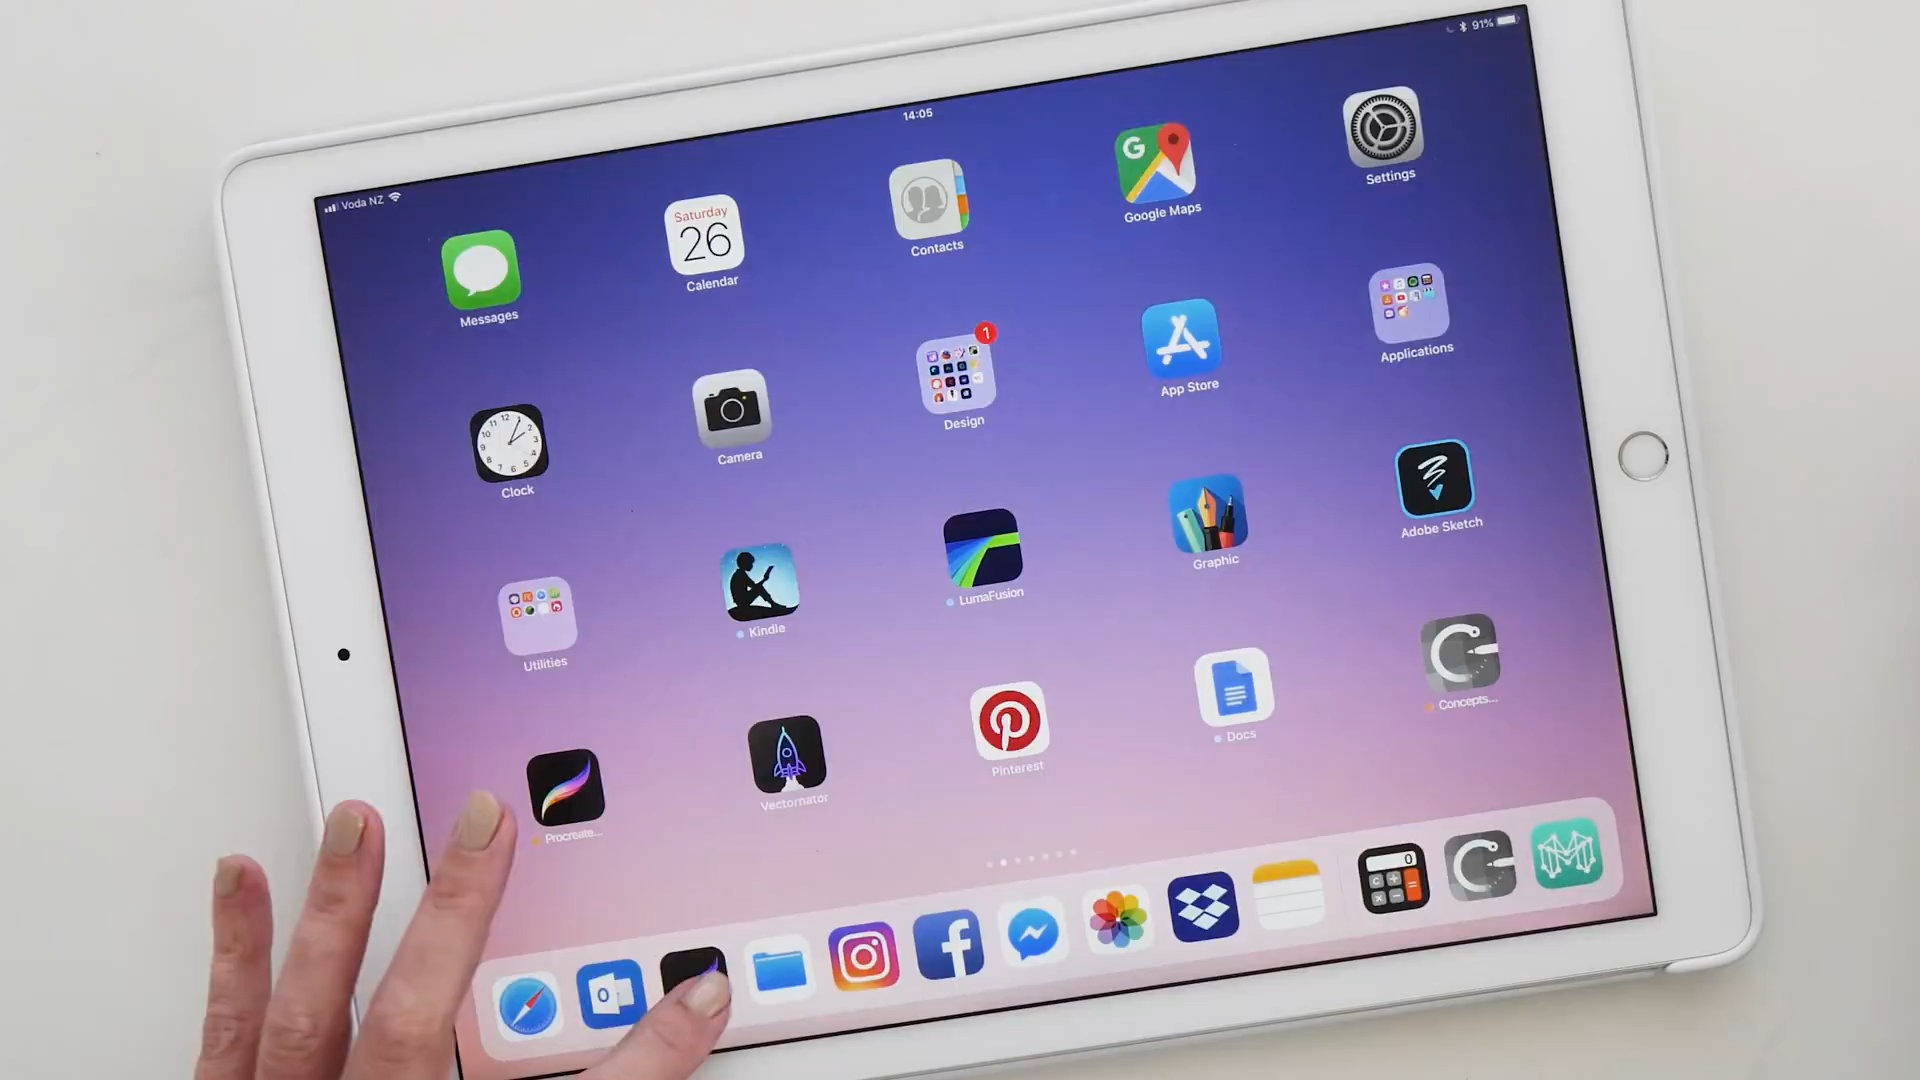 Voda NZ
14:05
91%
Messages
Saturday
26
Calendar
Contacts
G
Google Maps
Settings
Clock
Camera
1
Design
App Store
Applications
Utilities
Kindle
LumaFusion
Graphic
Adobe Sketch
Procreate...
Vectornator
Pinterest
Docs
Concepts...
0